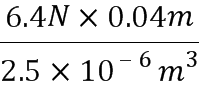 6.4N × 0.04m
2.5 × 10⁻⁶ m³